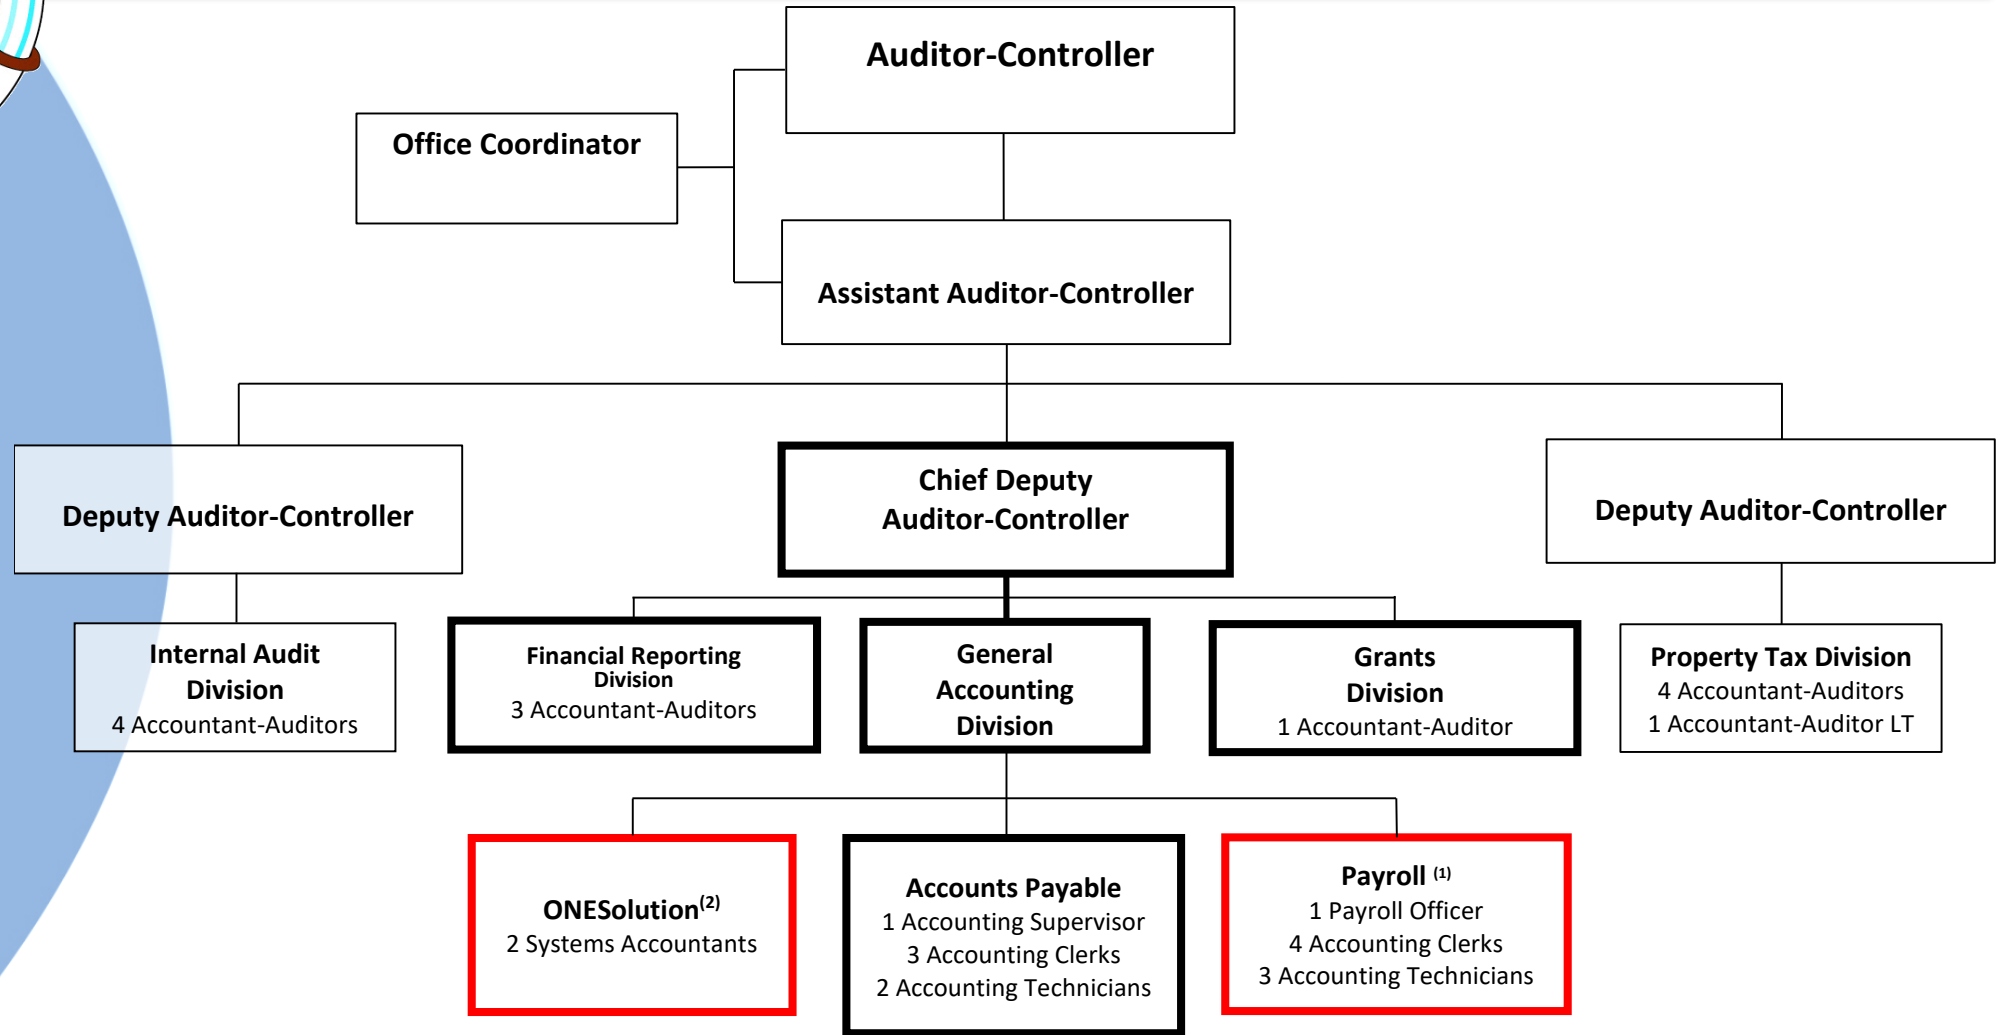 Auditor-Controller
Office Coordinator
Assistant Auditor-Controller
Deputy Auditor-Controller
Chief Deputy
Auditor-Controller
Deputy Auditor-Controller
Internal Audit
Division
4 Accountant-Auditors
Financial Reporting
Division
3 Accountant-Auditors
General
Accounting
Division
Grants
Division
1 Accountant-Auditor
Property Tax Division
4 Accountant-Auditors
1 Accountant-Auditor LT
ONESolution(2)
2 Systems Accountants
Accounts Payable
1 Accounting Supervisor
3 Accounting Clerks
2 Accounting Technicians
Payroll (1)
1 Payroll Officer
4 Accounting Clerks
3 Accounting Technicians